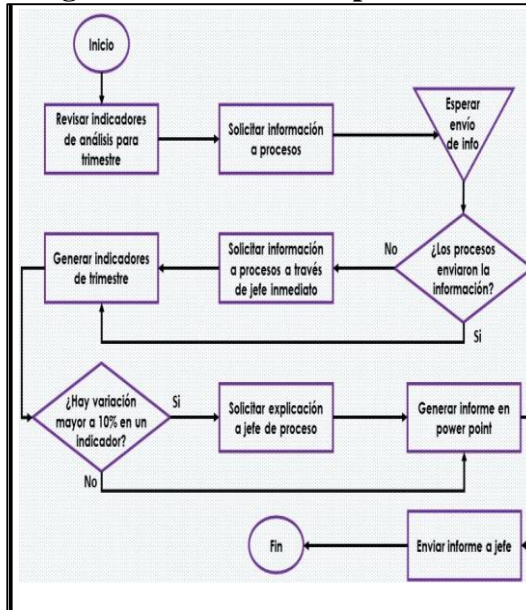 Inicio
Revisar indicadores
de análisis para
trimestre
Solicitar información
a procesos
Esperar
envío
de info
¿Los procesos
enviaron la
información?
No
Si
Solicitar información
a procesos a través
de jefe inmediato
Generar indicadores
de trimestre
¿Hay variación
mayor a 10% en un
indicador?
Si
No
Solicitar explicación
a jefe de proceso
Generar informe en
power point
Enviar informe a jefe
Fin